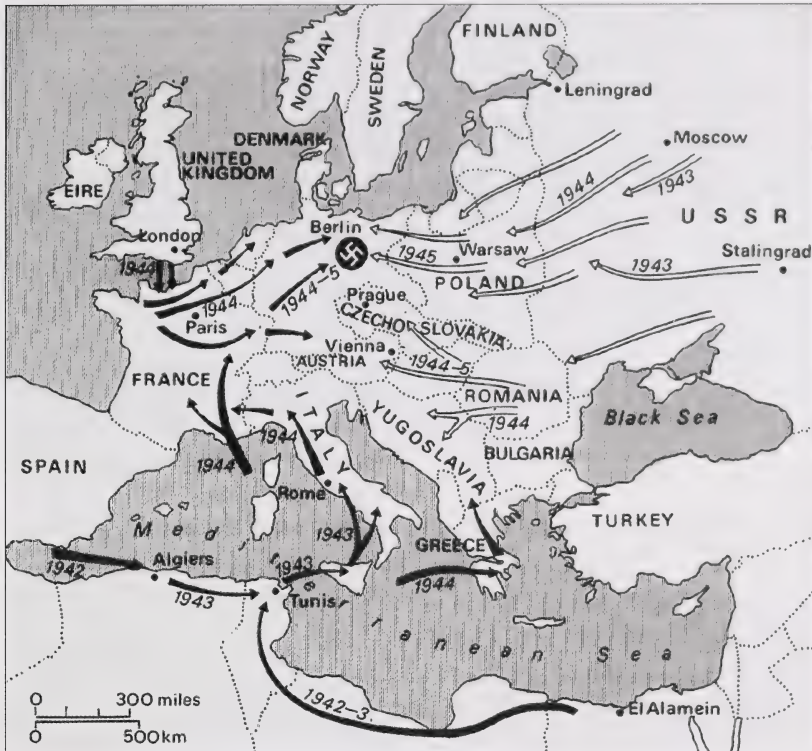 FINLAND
NORWAY
SWEDEN
Leningrad
DENMARK
Moscow
UNITED
KINGDOM
EIRE
1944
1943
USSR
London
Berlin
1944
1945
Warsaw
1943
Stalingrad
POLAND
1944
1944-5
Paris
Prague
CZECHOSLOVAKIA
Vienna
AUSTRIA
1944-5
FRANCE
ROMANIA
Black Sea
ITALY
1944
YUGOSLAVIA
1944
BULGARIA
SPAIN
1944
Rome
TURKEY
Mediterranean Sea
1943
GREECE
1942
Algiers
1943
1944
1943
Tunis
1942-3
El Alamein
0 300 miles
0 500km